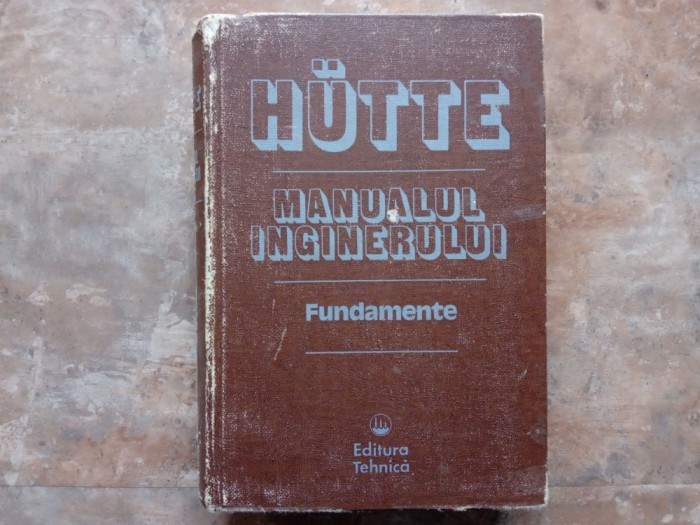 HÜTTE
MANUALUL
INGINERULUI
Fundamente
Editura
Tehnică